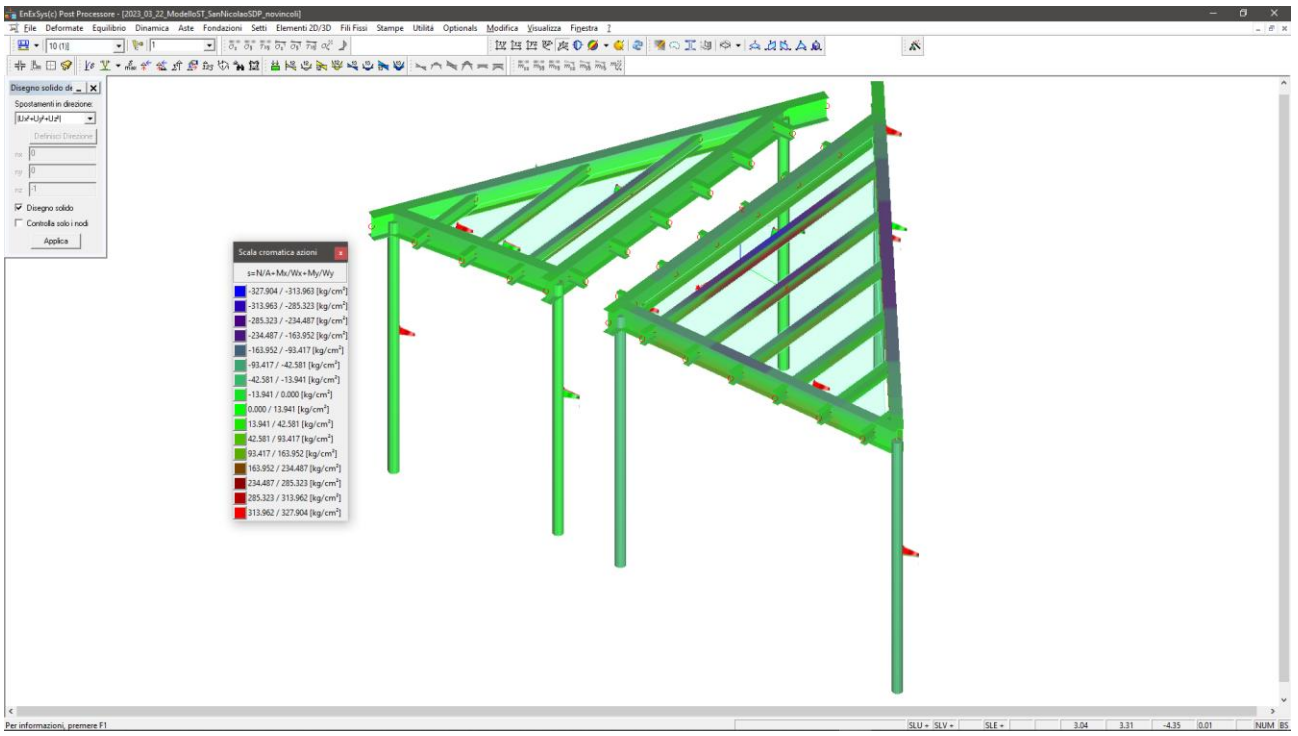 EnExSys(c) Post Processore - [2023_03_22_ModelloST_SanNicolaoSDP_novincoli]
File Deformate Equilibrio Dinamica Aste Fondazioni Setti Elementi 2D/3D Fili Fissi Stampe Utilità Optionals Modifica Visualizza Finestra ?
10 (1)| 1
Disegno solido de
Spostamenti in direzione:
|Ux²+Uy²+Uz²|
Definisci Direzione
nx 0
ny 0
nz -1
Disegno solido
Controlla solo i nodi
Applica
Scala cromatica azioni
s=N/A+Mx/Wx+My/Wy
-327.904 / -313.963 [kg/cm²]
-313.963 / -285.323 [kg/cm²]
-285.323 / -234.487 [kg/cm²]
-234.487 / -163.952 [kg/cm²]
-163.952 / -93.417 [kg/cm²]
-93.417 / -42.581 [kg/cm²]
-42.581 / -13.941 [kg/cm²]
-13.941 / 0.000 [kg/cm²]
0.000 / 13.941 [kg/cm²]
13.941 / 42.581 [kg/cm²]
42.581 / 93.417 [kg/cm²]
93.417 / 163.952 [kg/cm²]
163.952 / 234.487 [kg/cm²]
234.487 / 285.323 [kg/cm²]
285.323 / 313.962 [kg/cm²]
313.962 / 327.904 [kg/cm²]
Per informazioni, premere F1 SLU + SLV + SLE + 3.04 3.31 -4.35 0.01 NUM BS